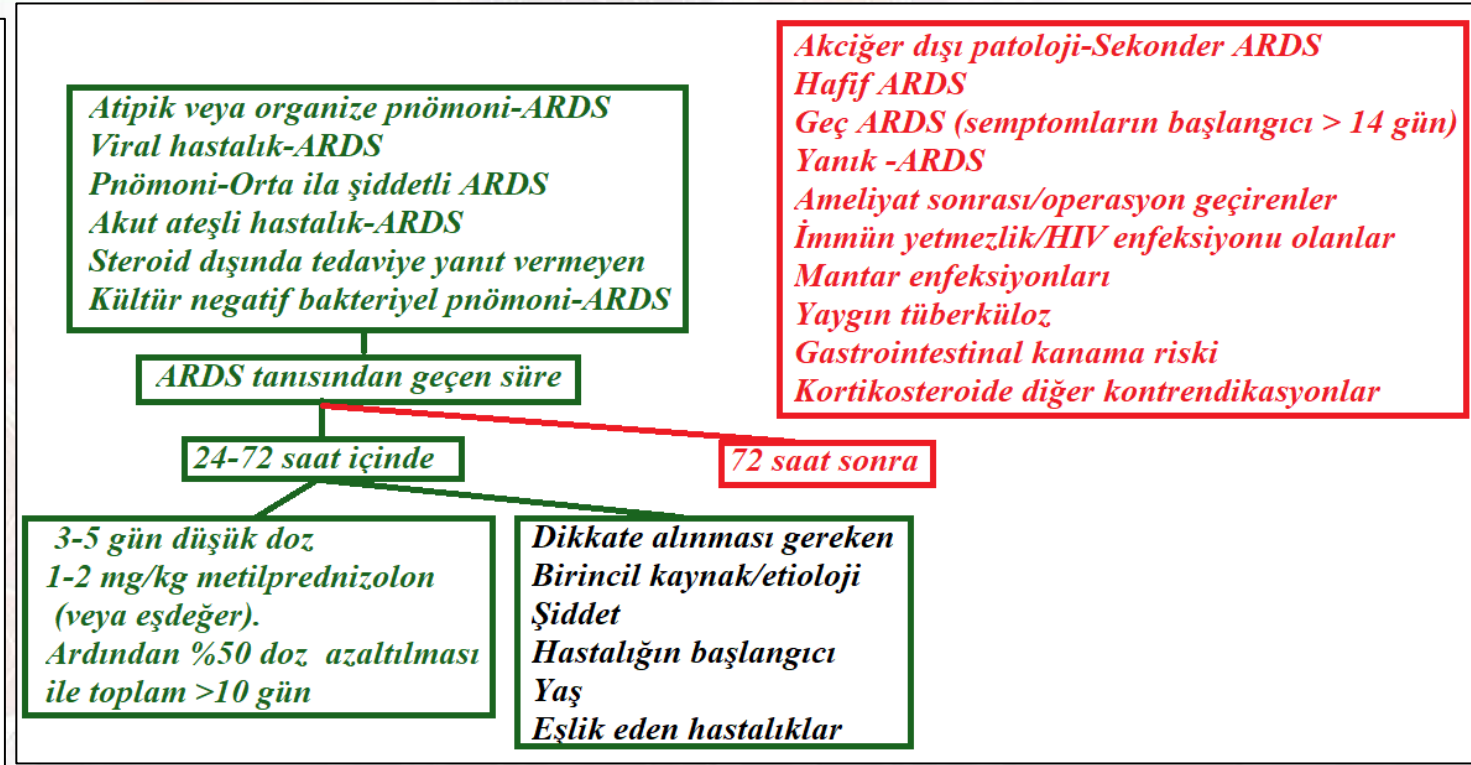 Atipik veya organize pnömoni-ARDS
Viral hastalık-ARDS
Pnömoni-Orta ila şiddetli ARDS
Akut ateşli hastalık-ARDS
Steroid dışında tedaviye yanıt vermeyen
Kültür negatif bakteriyel pnömoni-ARDS
Akciğer dışı patoloji-Sekonder ARDS
Hafif ARDS
Geç ARDS (semptomların başlangıcı > 14 gün)
Yanık -ARDS
Ameliyat sonrası/operasyon geçirenler
İmmün yetmezlik/HIV enfeksiyonu olanlar
Mantar enfeksiyonları
Yaygın tüberküloz
Gastrointestinal kanama riski
Kortikosteroide diğer kontrendikasyonlar
ARDS tanısından geçen süre
24-72 saat içinde
72 saat sonra
3-5 gün düşük doz
1-2 mg/kg metilprednizolon
(veya eşdeğer).
Ardından %50 doz azaltılması
ile toplam >10 gün
Dikkate alınması gereken
Birincil kaynak/etioloji
Şiddet
Hastalığın başlangıcı
Yaş
Eşlik eden hastalıklar